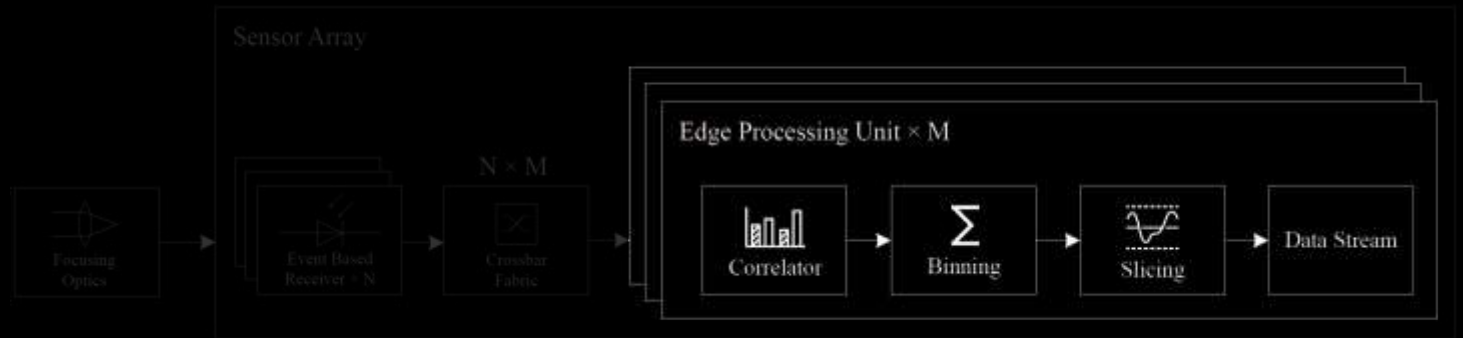 Sensor Array
Edge Processing Unit × M
N × M
Focusing
Optics
Event Based
Receiver × N
Crossbar
Fabric
Correlator
Binning
Slicing
Data Stream